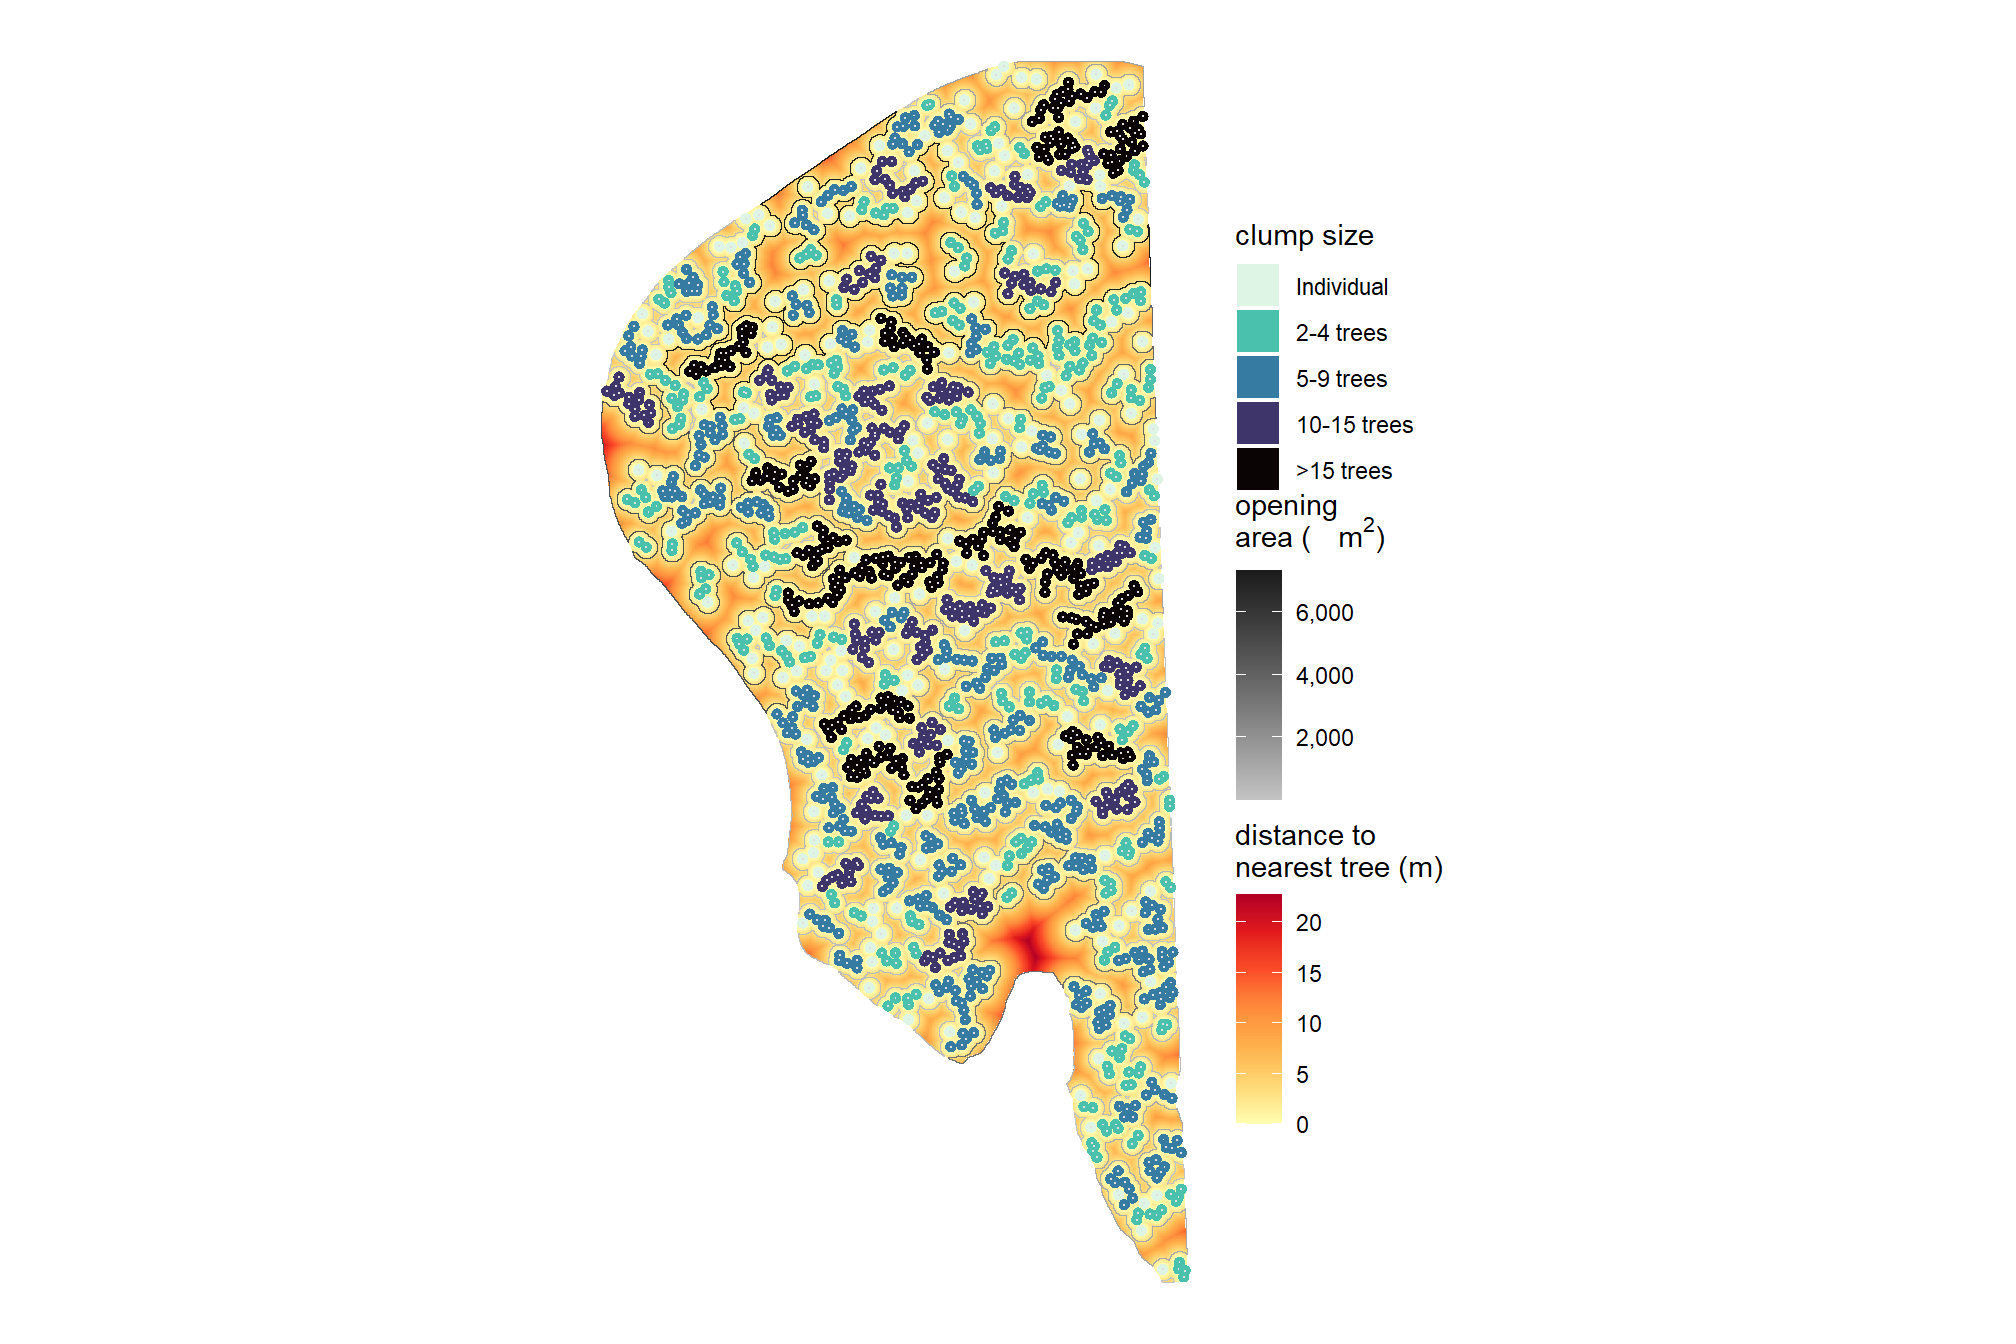 clump size
Individual
2-4 trees
5-9 trees
10-15 trees
>15 trees
opening
area ( m²)
6,000
4,000
2,000
distance to
nearest tree (m)
20
15
10
5
0